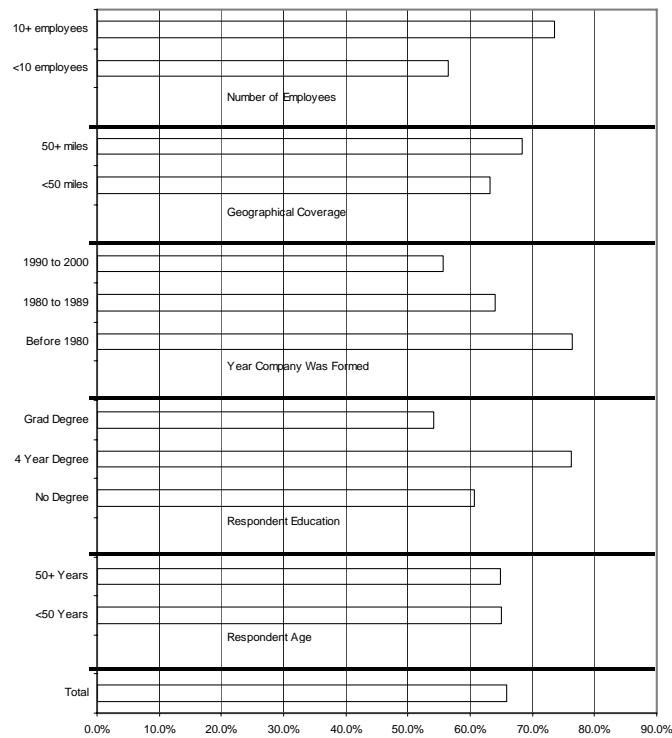 10+ employees
<10 employees
Number of Employees
50+ miles
<50 miles
Geographical Coverage
1990 to 2000
1980 to 1989
Before 1980
Year Company Was Formed
Grad Degree
4 Year Degree
No Degree
Respondent Education
50+ Years
<50 Years
Respondent Age
Total
0.0% 10.0% 20.0% 30.0% 40.0% 50.0% 60.0% 70.0% 80.0% 90.0%